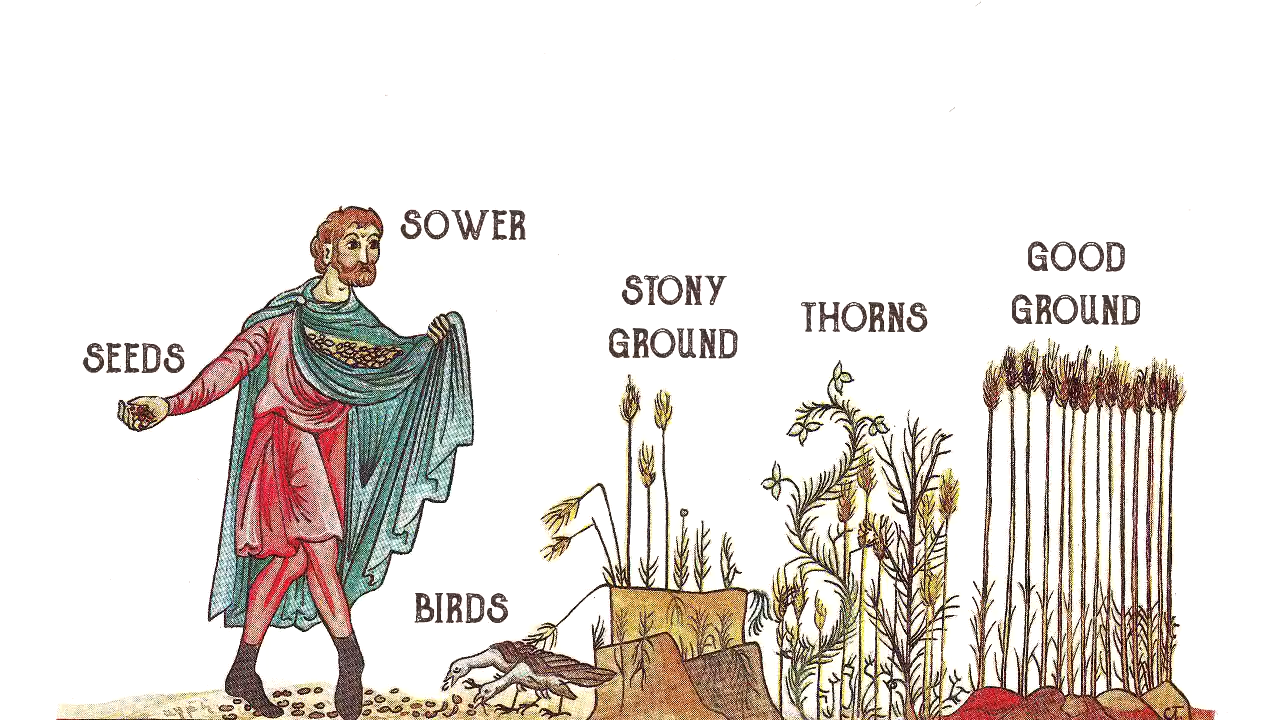 SOWER
SEEDS
BIRDS
STONY
GROUND
THORNS
GOOD
GROUND